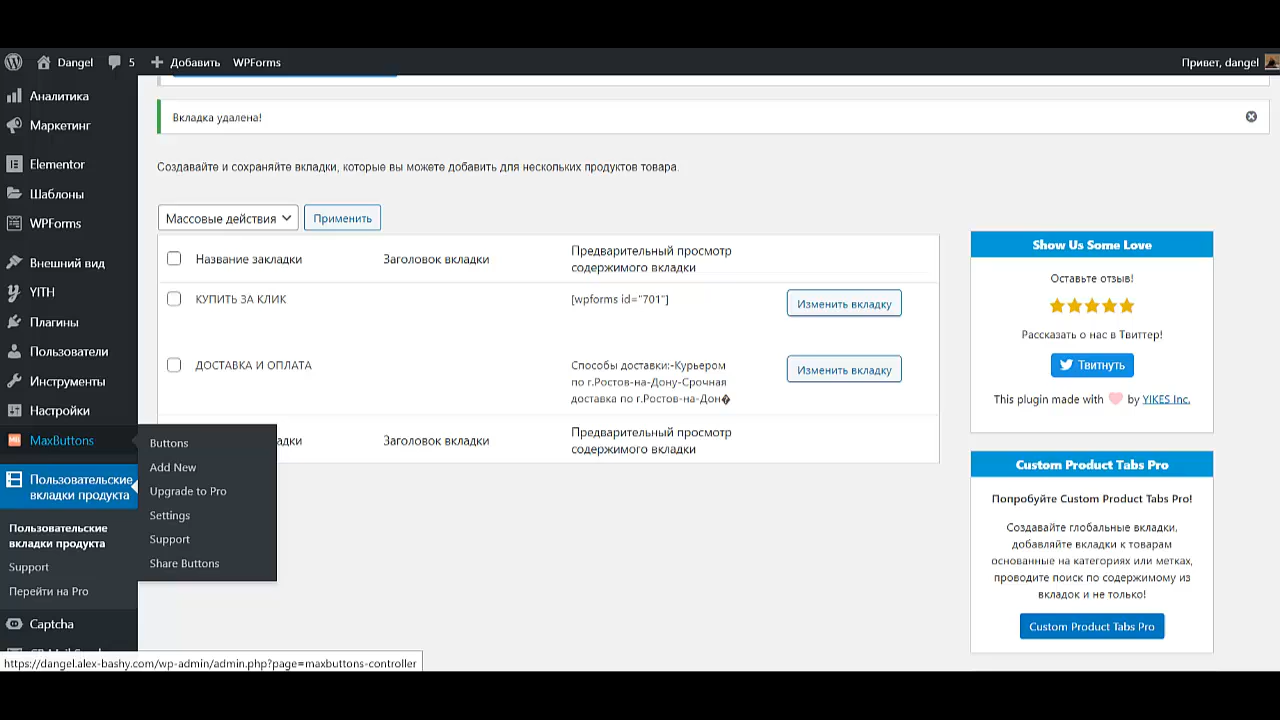 Dangel
5
Добавить
WPForms
Привет, dangel
Аналитика
Маркетинг
Elementor
Шаблоны
WPForms
Внешний вид
YITH
Плагины
Пользователи
Инструменты
Настройки
MaxButtons
Пользовательские
вкладки продукта
Пользовательские
вкладки продукта
Support
Перейти на Pro
Captcha
Buttons
Add New
Upgrade to Pro
Settings
Support
Share Buttons
Вкладка удалена!
Создавайте и сохраняйте вкладки, которые вы можете добавить для нескольких продуктов товара.
Массовые действия
Применить
Название закладки
Заголовок вкладки
Предварительный просмотр
содержимого вкладки
КУПИТЬ ЗА КЛИК
[wpforms id="701"]
Изменить вкладку
ДОСТАВКА И ОПЛАТА
Способы доставки:-Курьером
по г.Ростов-на-Дону-Срочная
доставка по г.Ростов-на-Дон�
Изменить вкладку
адки
Заголовок вкладки
Предварительный просмотр
содержимого вкладки
Show Us Some Love
Оставьте отзыв!
Рассказать о нас в Твиттер!
Твитнуть
This plugin made with by YIKES Inc.
Custom Product Tabs Pro
Попробуйте Custom Product Tabs Pro!
Создавайте глобальные вкладки,
добавляйте вкладки к товарам
основанные на категориях или метках,
проводите поиск по содержимому из
вкладок и не только!
Custom Product Tabs Pro
https://dangel.alex-bashy.com/wp-admin/admin.php?page=maxbuttons-controller